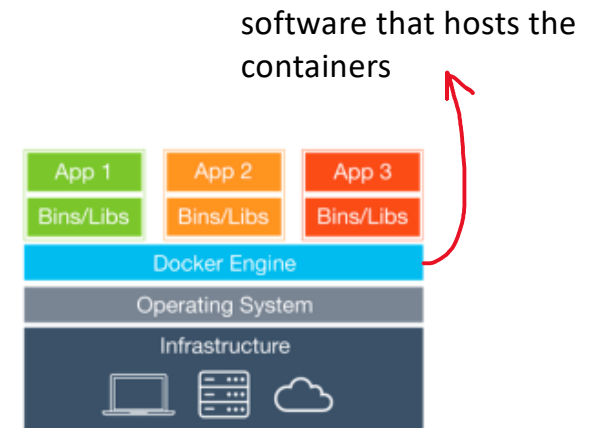 software that hosts the
containers
App 1 App 2 App 3
Bins/Libs Bins/Libs Bins/Libs
Docker Engine
Operating System
Infrastructure